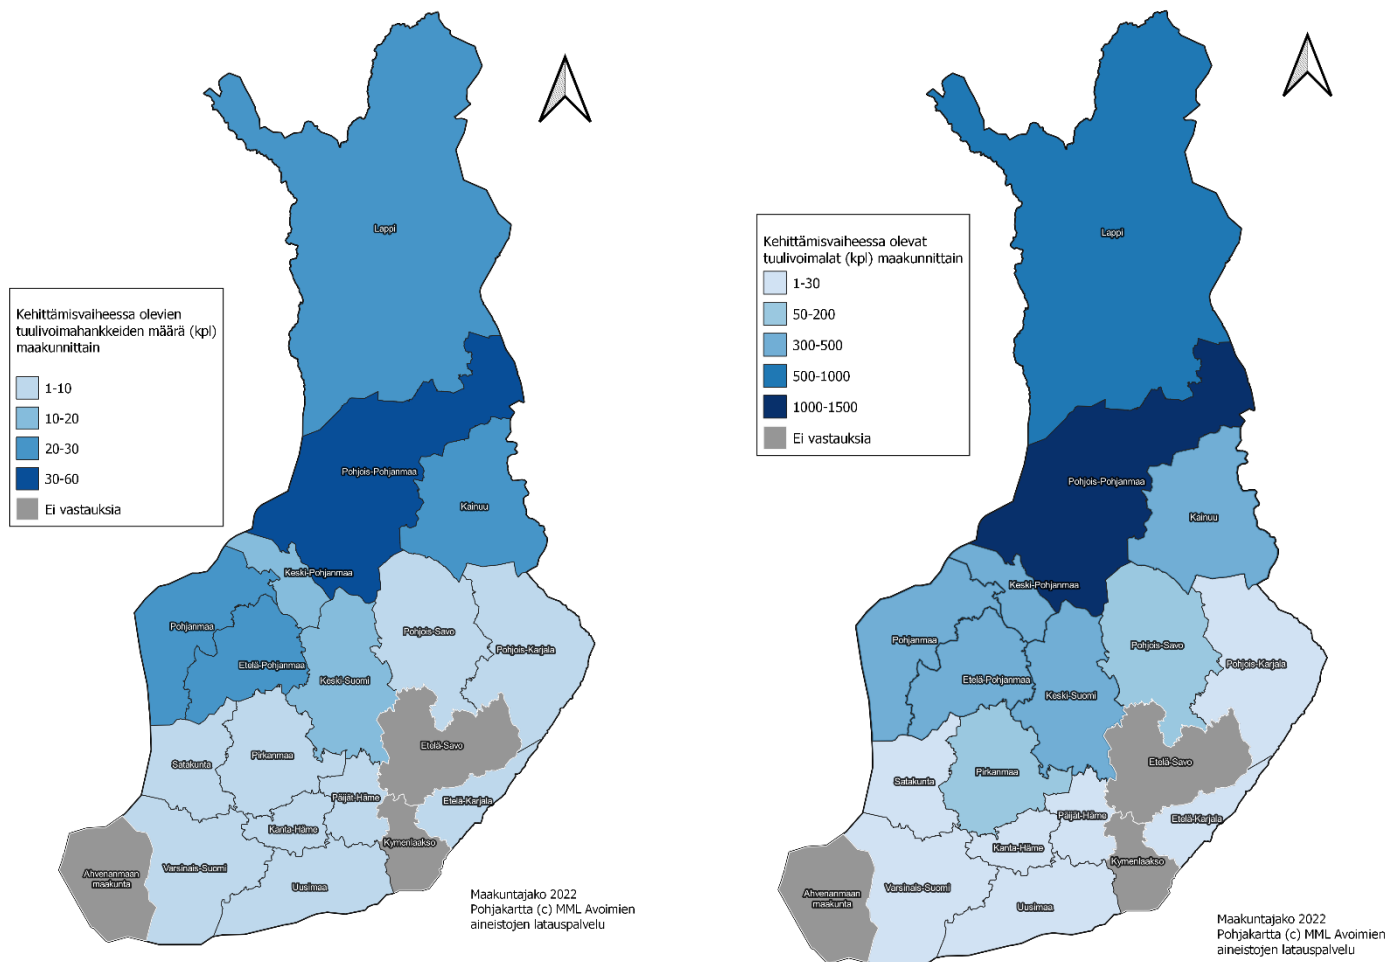 Kehittämisvaiheessa olevien
tuulivoimahankkeiden määrä (kpl)
maakunnittain
1-10
10-20
20-30
30-60
Ei vastauksia
Lappi
Pohjois-Pohjanmaa
Kainuu
Keski-Pohjanmaa
Pohjanmaa
Etelä-Pohjanmaa
Pohjois-Savo
Pohjois-Karjala
Keski-Suomi
Etelä-Savo
Satakunta
Pirkanmaa
Päijät-Häme
Etelä-Karjala
Kanta-Häme
Kymenlaakso
Varsinais-Suomi
Uusimaa
Ahvenanmaan
maakunta
Maakuntajako 2022
Pohjakartta (c) MML Avoimien
aineistojen latauspalvelu
Kehittämisvaiheessa olevat
tuulivoimalat (kpl) maakunnittain
1-30
50-200
300-500
500-1000
1000-1500
Ei vastauksia
Lappi
Pohjois-Pohjanmaa
Kainuu
Keski-Pohjanmaa
Pohjanmaa
Etelä-Pohjanmaa
Pohjois-Savo
Pohjois-Karjala
Keski-Suomi
Etelä-Savo
Satakunta
Pirkanmaa
Päijät-Häme
Etelä-Karjala
Kanta-Häme
Kymenlaakso
Varsinais-Suomi
Uusimaa
Ahvenanmaan
maakunta
Maakuntajako 2022
Pohjakartta (c) MML Avoimien
aineistojen latauspalvelu